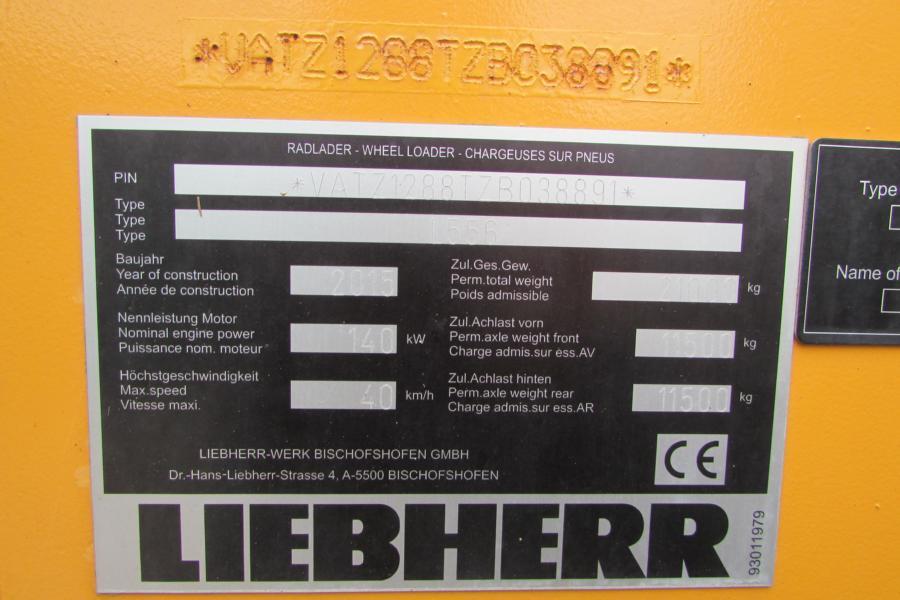 *VATZ1288TZB038891*
RADLADER - WHEEL LOADER - CHARGEUSES SUR PNEUS
PIN *VATZ1288TZB038891*
Type
Type L556
Type
Baujahr
Year of construction 2015
Année de construction
Zul.Ges.Gew.
Perm.total weight kg
Poids admissible
Nennleistung Motor
Nominal engine power 140 kW
Puissance nom. moteur
Zul.Achlast vorn
Perm.axle weight front 11500 kg
Charge admis.sur ess.AV
Höchstgeschwindigkeit
Max.speed 40 km/h
Vitesse maxi.
Zul.Achlast hinten
Perm.axle weight rear 11500 kg
Charge admis.sur ess.AR
LIEBHERR-WERK BISCHOFSHOFEN GMBH
Dr.-Hans-Liebherr-Strasse 4, A-5500 BISCHOFSHOFEN
CE
LIEBHERR
93011979
Type
Name of